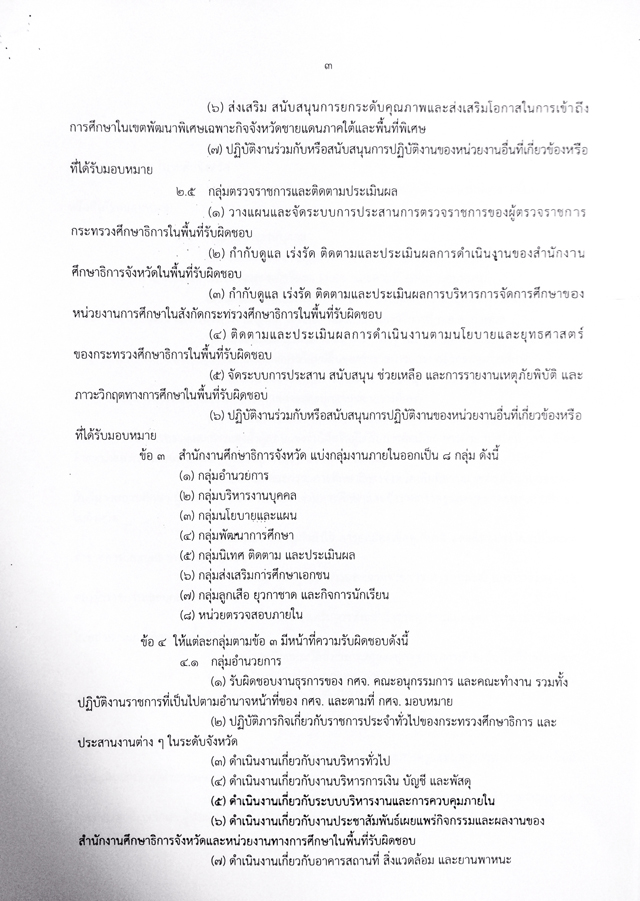 ๓
(๖) ส่งเสริม สนับสนุนการยกระดับคุณภาพและส่งเสริมโอกาสในการเข้าถึง
การศึกษาในเขตพัฒนาพิเศษเฉพาะกิจจังหวัดชายแดนภาคใต้และพื้นที่พิเศษ
(๗) ปฏิบัติงานร่วมกับหรือสนับสนุนการปฏิบัติงานของหน่วยงานอื่นที่เกี่ยวข้องหรือ
ที่ได้รับมอบหมาย
๒.๕ กลุ่มตรวจราชการและติดตามประเมินผล
(๑) วางแผนและจัดระบบการประสานการตรวจราชการของผู้ตรวจราชการ
กระทรวงศึกษาธิการในพื้นที่รับผิดชอบ
(๒) กำกับดูแล เร่งรัด ติดตามและประเมินผลการดำเนินงานของสำนักงาน
ศึกษาธิการจังหวัดในพื้นที่รับผิดชอบ
(๓) กำกับดูแล เร่งรัด ติดตามและประเมินผลการบริหารการจัดการศึกษาของ
หน่วยงานการศึกษาในสังกัดกระทรวงศึกษาธิการในพื้นที่รับผิดชอบ
(๔) ติดตามและประเมินผลการดำเนินงานตามนโยบายและยุทธศาสตร์
ของกระทรวงศึกษาธิการในพื้นที่รับผิดชอบ
(๕) จัดระบบการประสาน สนับสนุน ช่วยเหลือ และการรายงานเหตุภัยพิบัติ และ
ภาวะวิกฤตทางการศึกษาในพื้นที่รับผิดชอบ
(๖) ปฏิบัติงานร่วมกับหรือสนับสนุนการปฏิบัติงานของหน่วยงานอื่นที่เกี่ยวข้องหรือ
ที่ได้รับมอบหมาย
ข้อ ๓ สำนักงานศึกษาธิการจังหวัด แบ่งกลุ่มงานภายในออกเป็น ๘ กลุ่ม ดังนี้
(๑) กลุ่มอำนวยการ
(๒) กลุ่มบริหารงานบุคคล
(๓) กลุ่มนโยบายและแผน
(๔) กลุ่มพัฒนาการศึกษา
(๕) กลุ่มนิเทศ ติดตาม และประเมินผล
(๖) กลุ่มส่งเสริมการศึกษาเอกชน
(๗) กลุ่มลูกเสือ ยุวกาชาด และกิจการนักเรียน
(๘) หน่วยตรวจสอบภายใน
ข้อ ๔ ให้แต่ละกลุ่มตามข้อ ๓ มีหน้าที่ความรับผิดชอบดังนี้
๔.๑ กลุ่มอำนวยการ
(๑) รับผิดชอบงานธุรการของ กศจ. คณะอนุกรรมการ และคณะทำงาน รวมทั้ง
ปฏิบัติงานราชการที่เป็นไปตามอำนาจหน้าที่ของ กศจ. และตามที่ กศจ. มอบหมาย
(๒) ปฏิบัติภารกิจเกี่ยวกับราชการประจำทั่วไปของกระทรวงศึกษาธิการ และ
ประสานงานต่าง ๆ ในระดับจังหวัด
(๓) ดำเนินงานเกี่ยวกับงานบริหารทั่วไป
(๔) ดำเนินงานเกี่ยวกับงานบริหารการเงิน บัญชี และพัสดุ
(๕) ดำเนินงานเกี่ยวกับระบบบริหารงานและการควบคุมภายใน
(๖) ดำเนินงานเกี่ยวกับงานประชาสัมพันธ์เผยแพร่กิจกรรมและผลงานของ
สำนักงานศึกษาธิการจังหวัดและหน่วยงานทางการศึกษาในพื้นที่รับผิดชอบ
(๗) ดำเนินงานเกี่ยวกับอาคารสถานที่ สิ่งแวดล้อม และยานพาหนะ